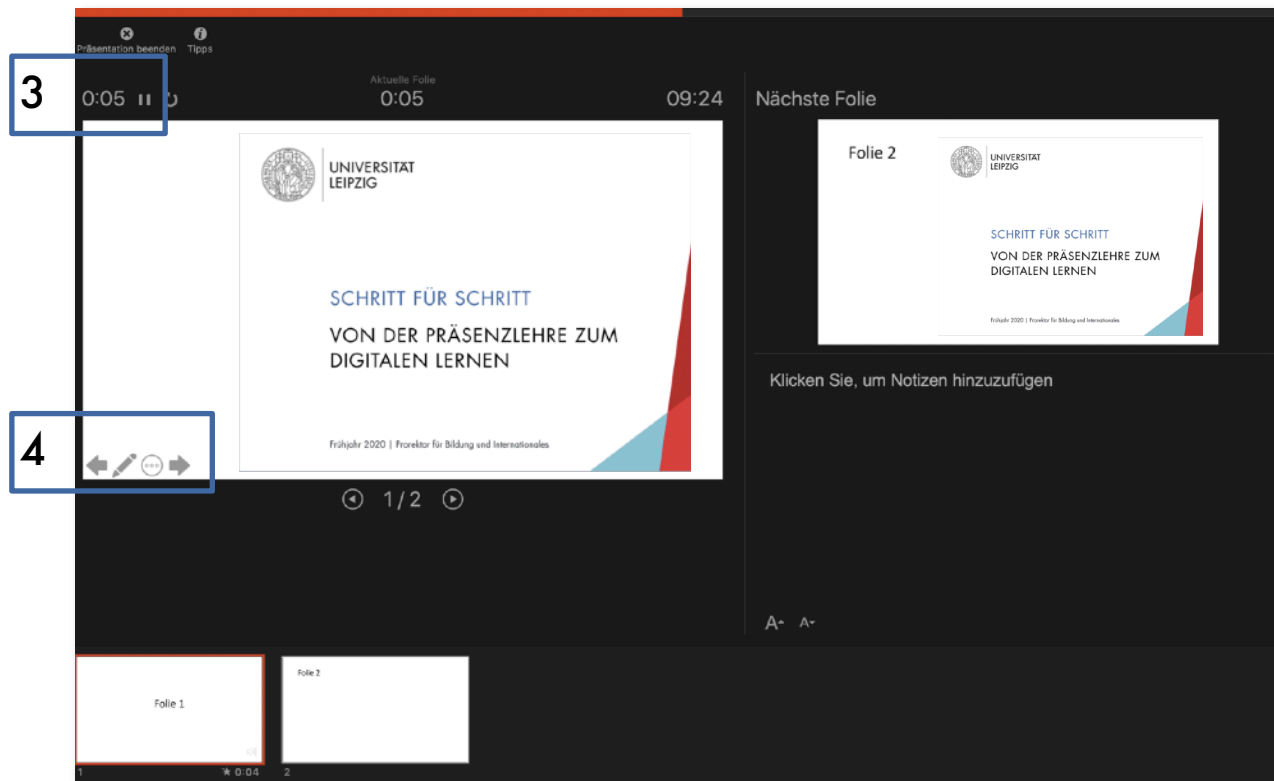 Präsentation beenden Tipps
3
0:05
Aktuelle Folie
0:05
09:24
Nächste Folie
UNIVERSITÄT
LEIPZIG
SCHRITT FÜR SCHRITT
VON DER PRÄSENZLEHRE ZUM
DIGITALEN LERNEN
Frühjahr 2020 | Prorektor für Bildung und Internationales
4
1/2
Folie 2
UNIVERSITÄT
LEIPZIG
SCHRITT FÜR SCHRITT
VON DER PRÄSENZLEHRE ZUM
DIGITALEN LERNEN
Frühjahr 2020 | Prorektor für Bildung und Internationales
Klicken Sie, um Notizen hinzuzufügen
A A
Folie 1
1 0:04
Folie 2
2